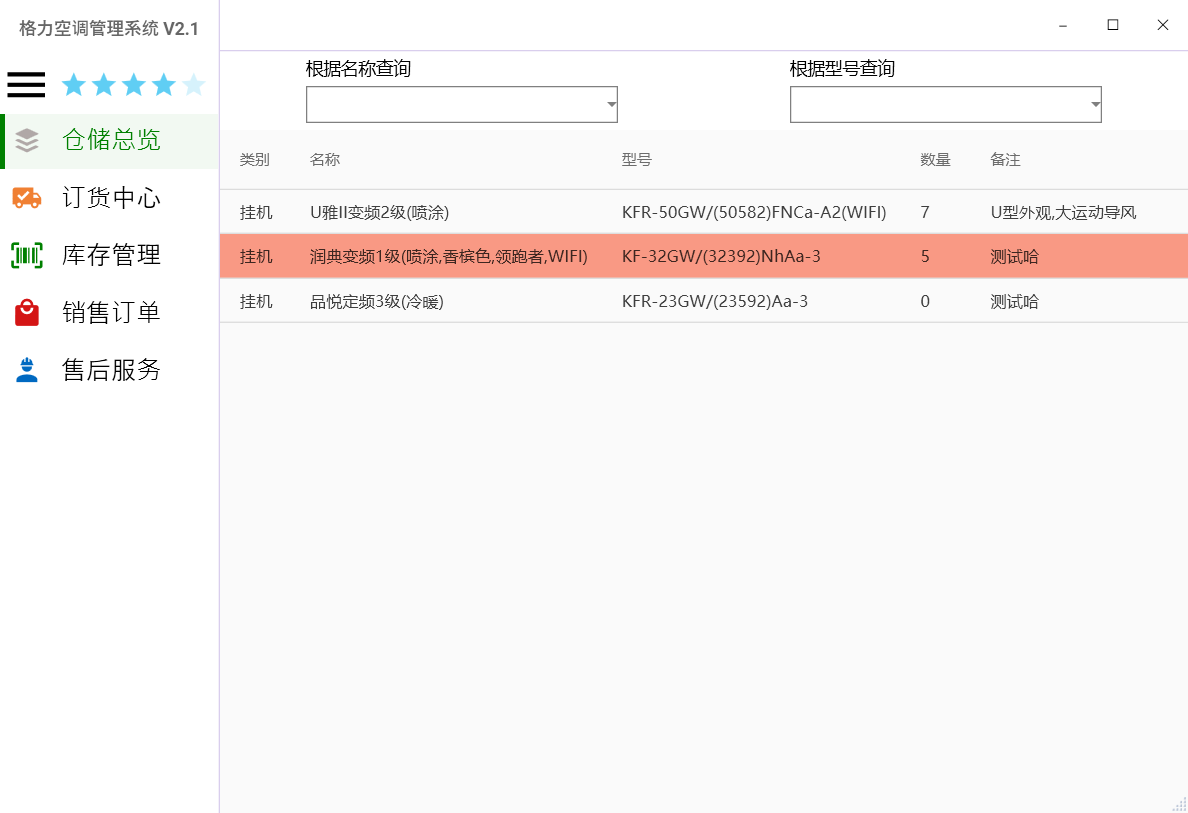 格力空调管理系统 V2.1
仓储总览
订货中心
库存管理
销售订单
售后服务
根据名称查询 根据型号查询
类别 名称 型号 数量 备注
挂机 U雅II变频2级(喷涂) KFR-50GW/(50582)FNCa-A2(WIFI) 7 U型外观,大运动导风
挂机 润典变频1级(喷涂,香槟色,领跑者,WIFI) KF-32GW/(32392)NhAa-3 5 测试哈
挂机 品悦定频3级(冷暖) KFR-23GW/(23592)Aa-3 0 测试哈